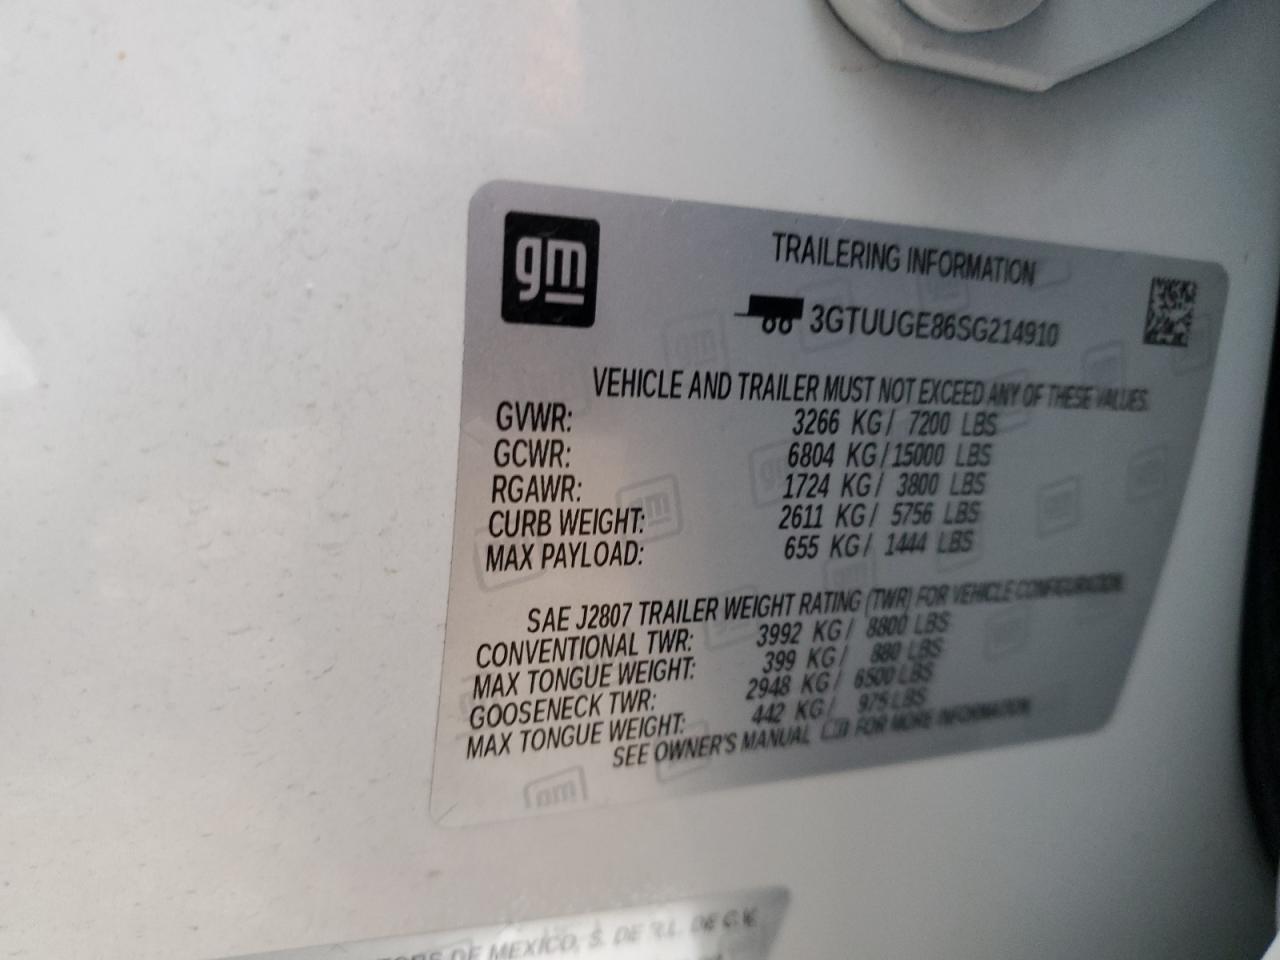 gm
TRAILERING INFORMATION
3GTUUGE86SG214910
VEHICLE AND TRAILER MUST NOT EXCEED ANY OF THESE VALUES.
GVWR: 3266 KG/ 7200 LBS
GCWR: 6804 KG/15000 LBS
RGAWR: 1724 KG/ 3800 LBS
CURB WEIGHT: 2611 KG/ 5756 LBS
MAX PAYLOAD: 655 KG/ 1444 LBS
SAE J2807 TRAILER WEIGHT RATING (TWR) FOR VEHICLE CONFIGURATION.
CONVENTIONAL TWR: 3992 KG/ 8800 LBS
MAX TONGUE WEIGHT: 399 KG/ 880 LBS
GOOSENECK TWR: 2948 KG/ 6500 LBS
MAX TONGUE WEIGHT: 442 KG/ 975 LBS
SEE OWNER'S MANUAL FOR MORE INFORMATION
DE MEXICO, S. DE R.L. DE C.V.